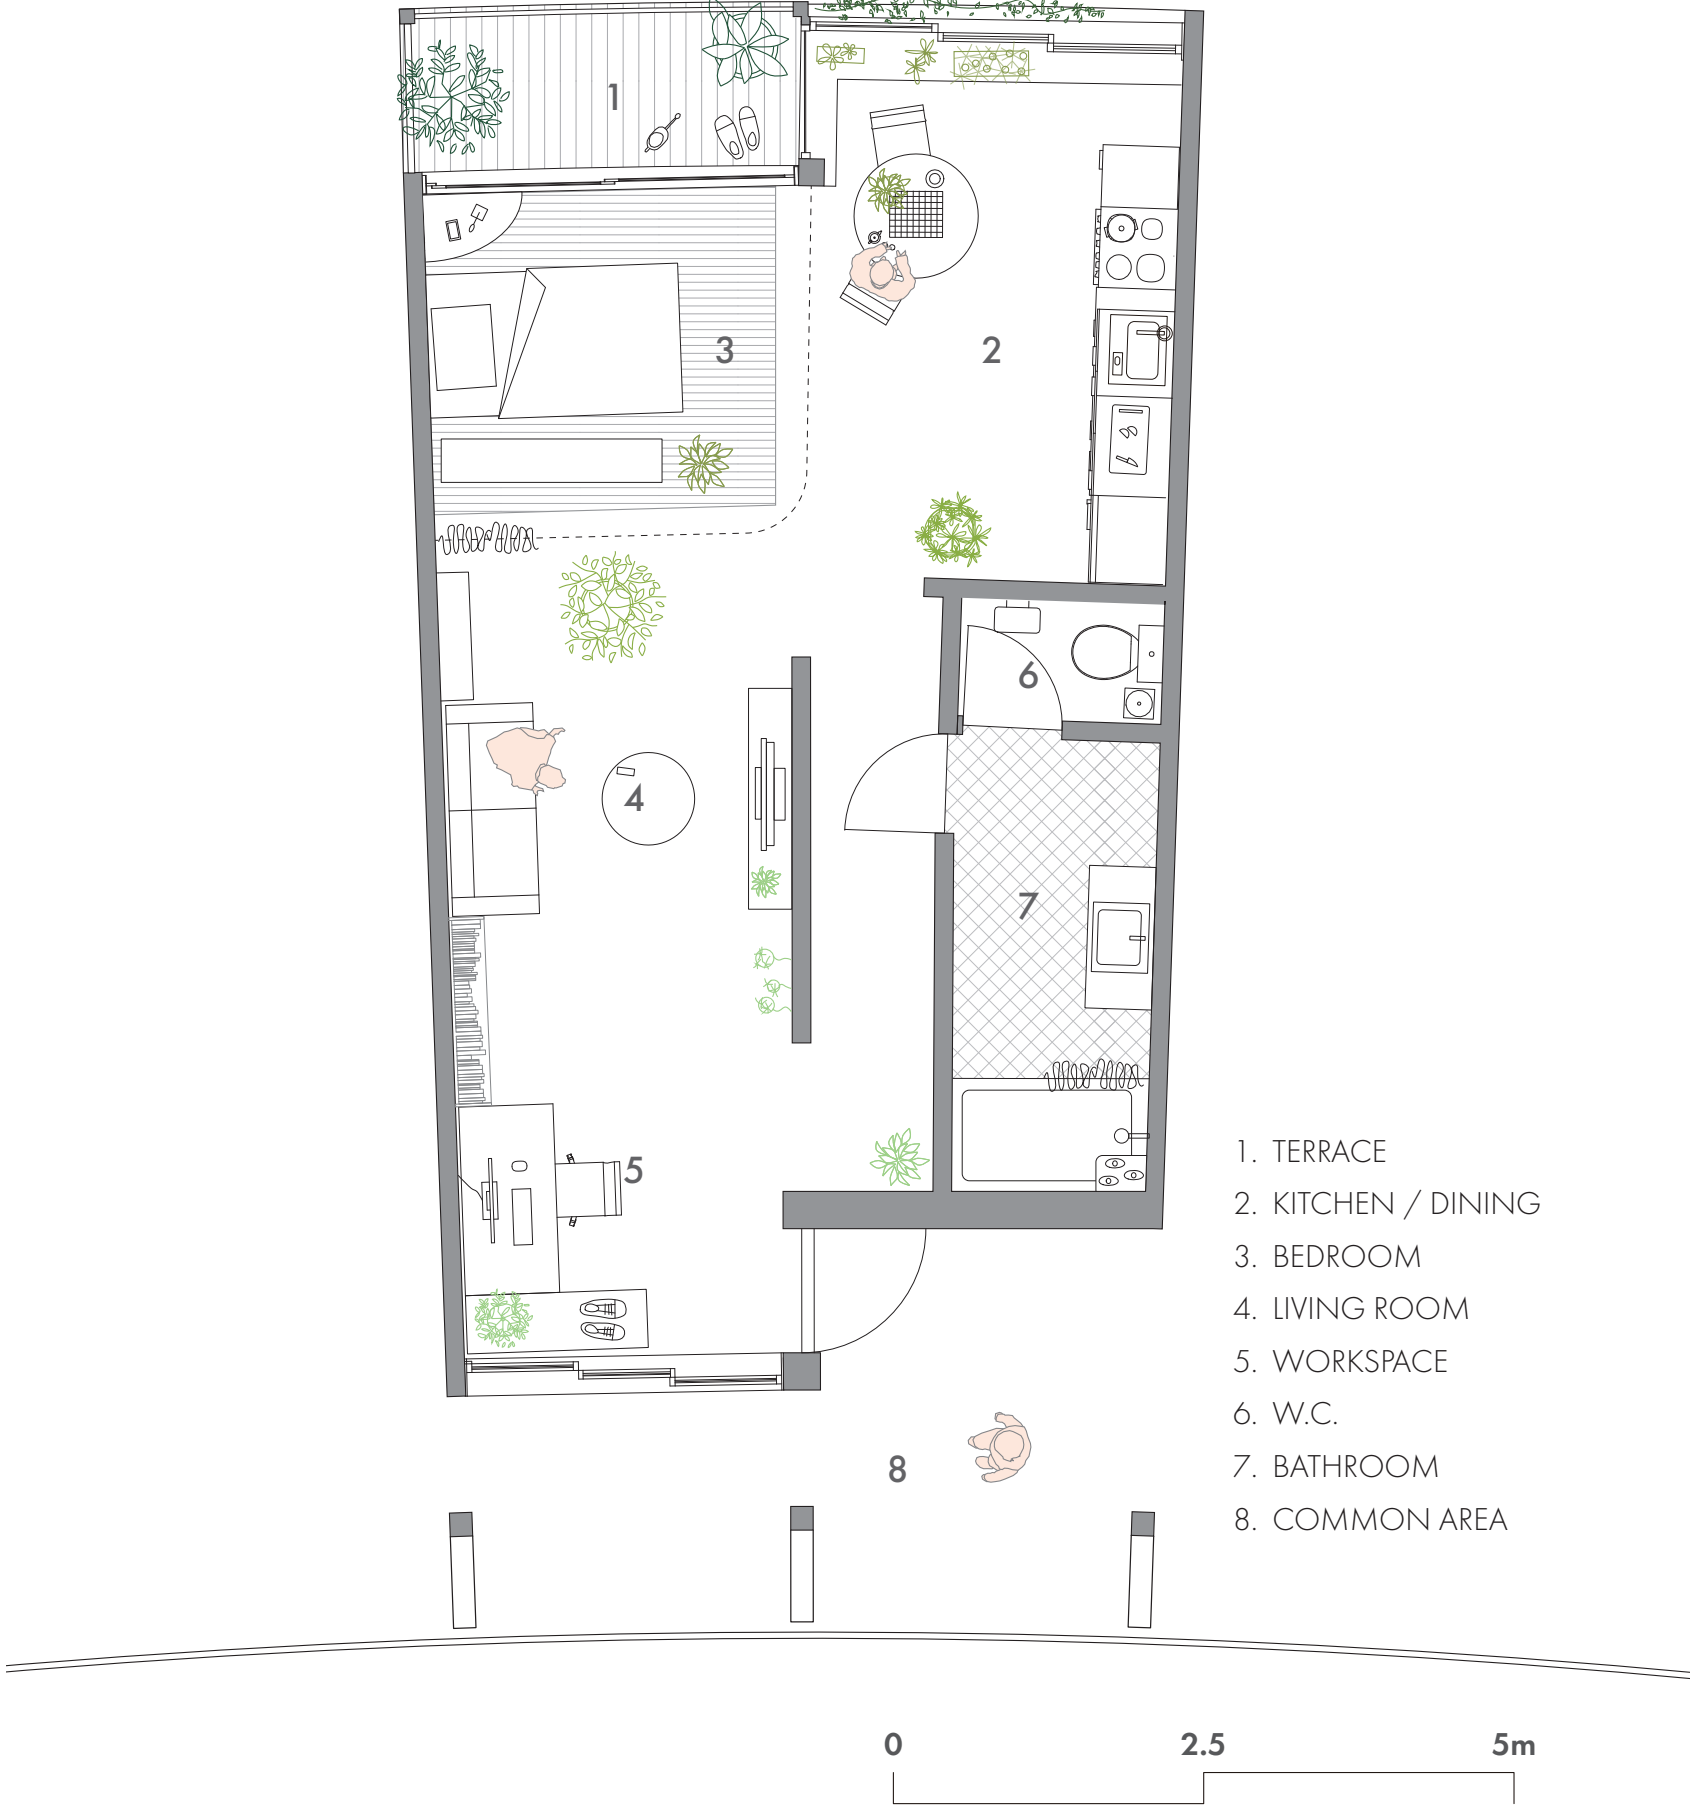 1
3
2
6
4
7
5
1. TERRACE
2. KITCHEN / DINING
3. BEDROOM
4. LIVING ROOM
5. WORKSPACE
6. W.C.
7. BATHROOM
8. COMMON AREA
8
0 2.5 5m